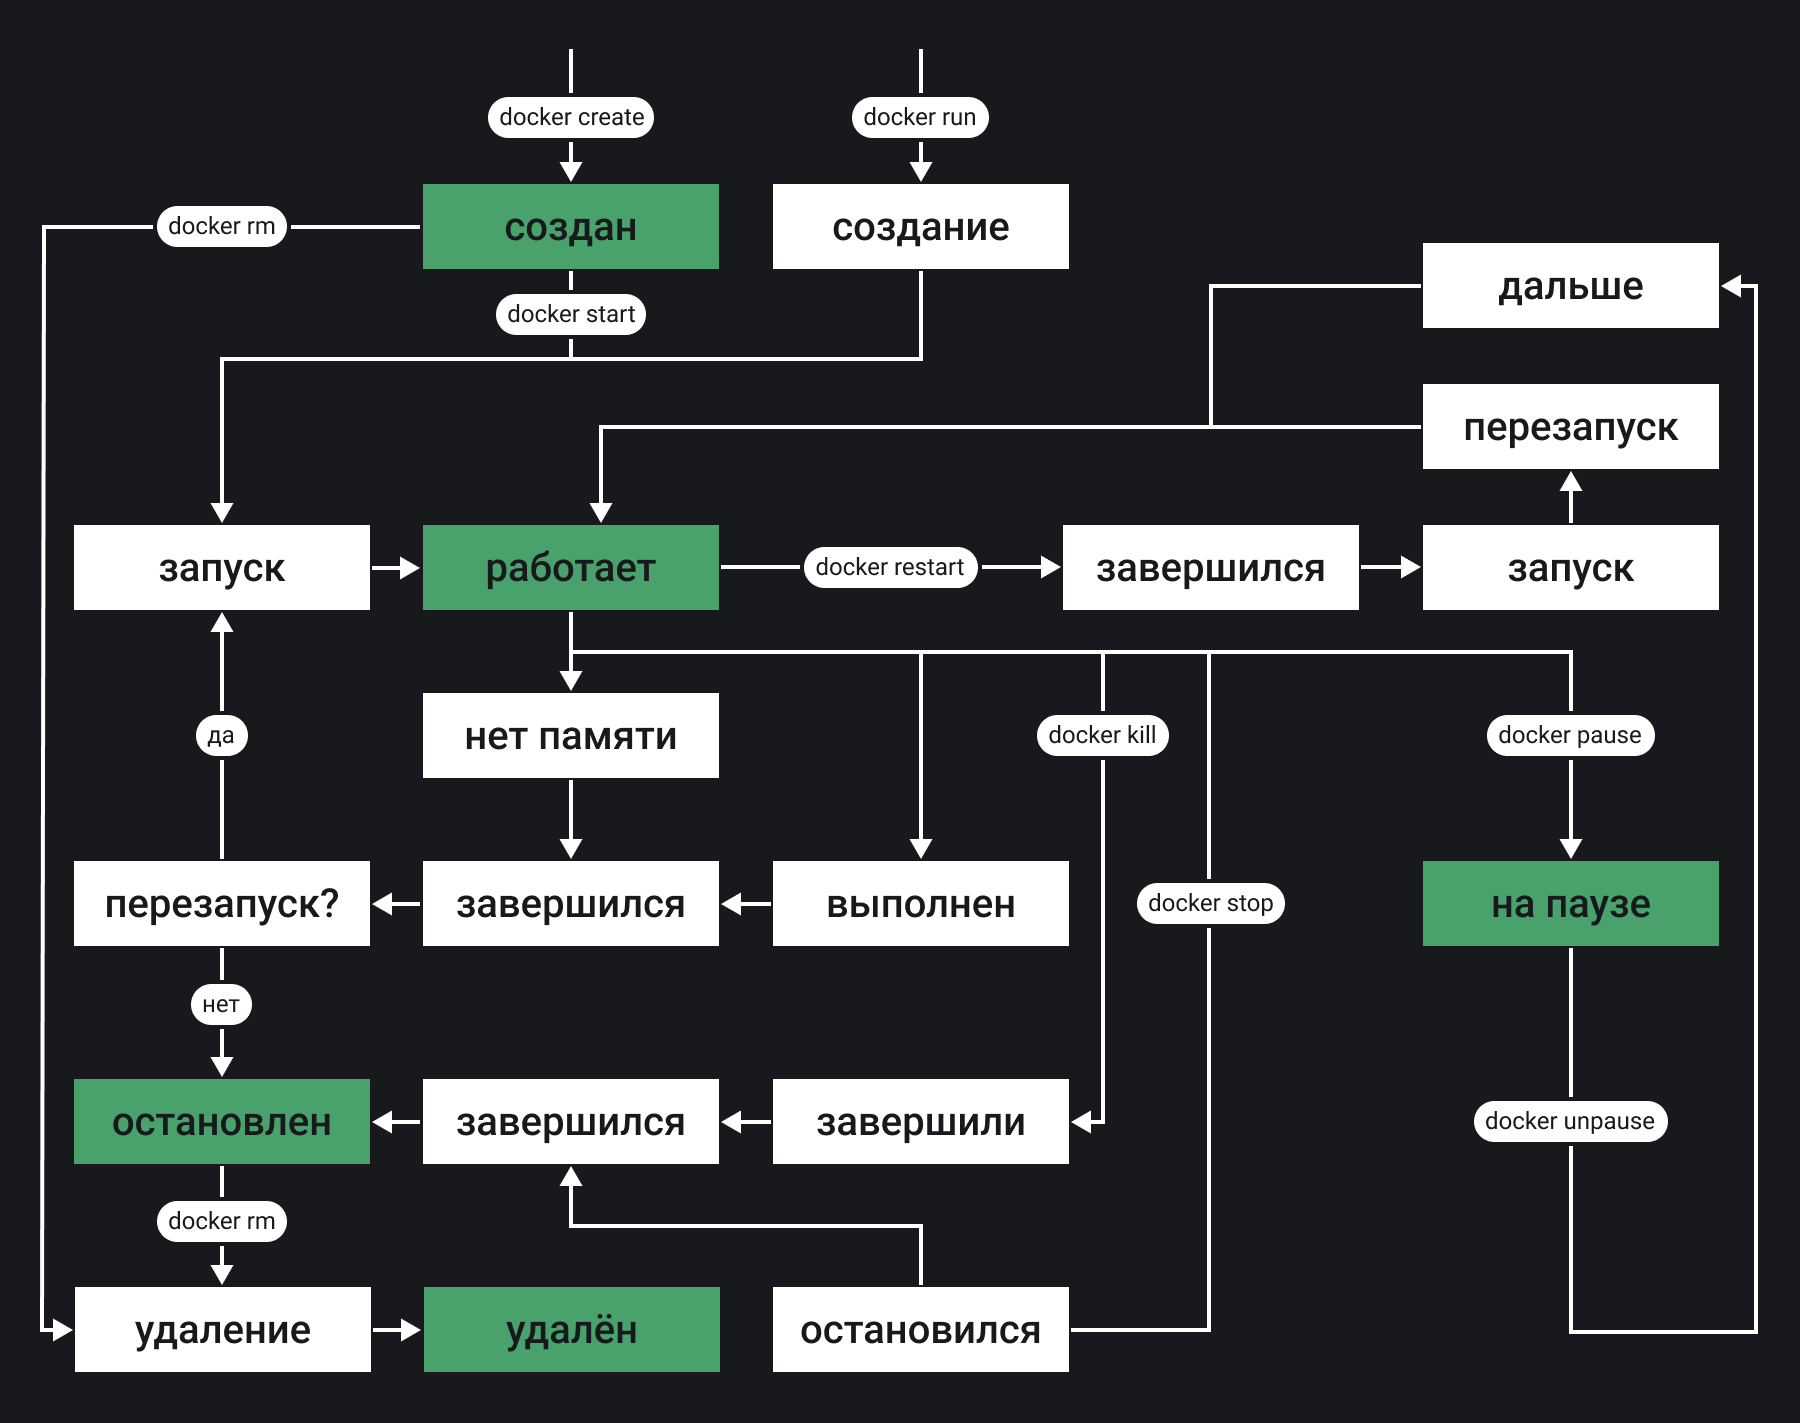 docker create
docker run
docker rm
создан
создание
дальше
docker start
перезапуск
запуск
работает
docker restart
завершился
запуск
да
нет памяти
docker kill
docker pause
перезапуск?
завершился
выполнен
docker stop
на паузе
нет
остановлен
завершился
завершили
docker unpause
docker rm
удаление
удалён
остановился